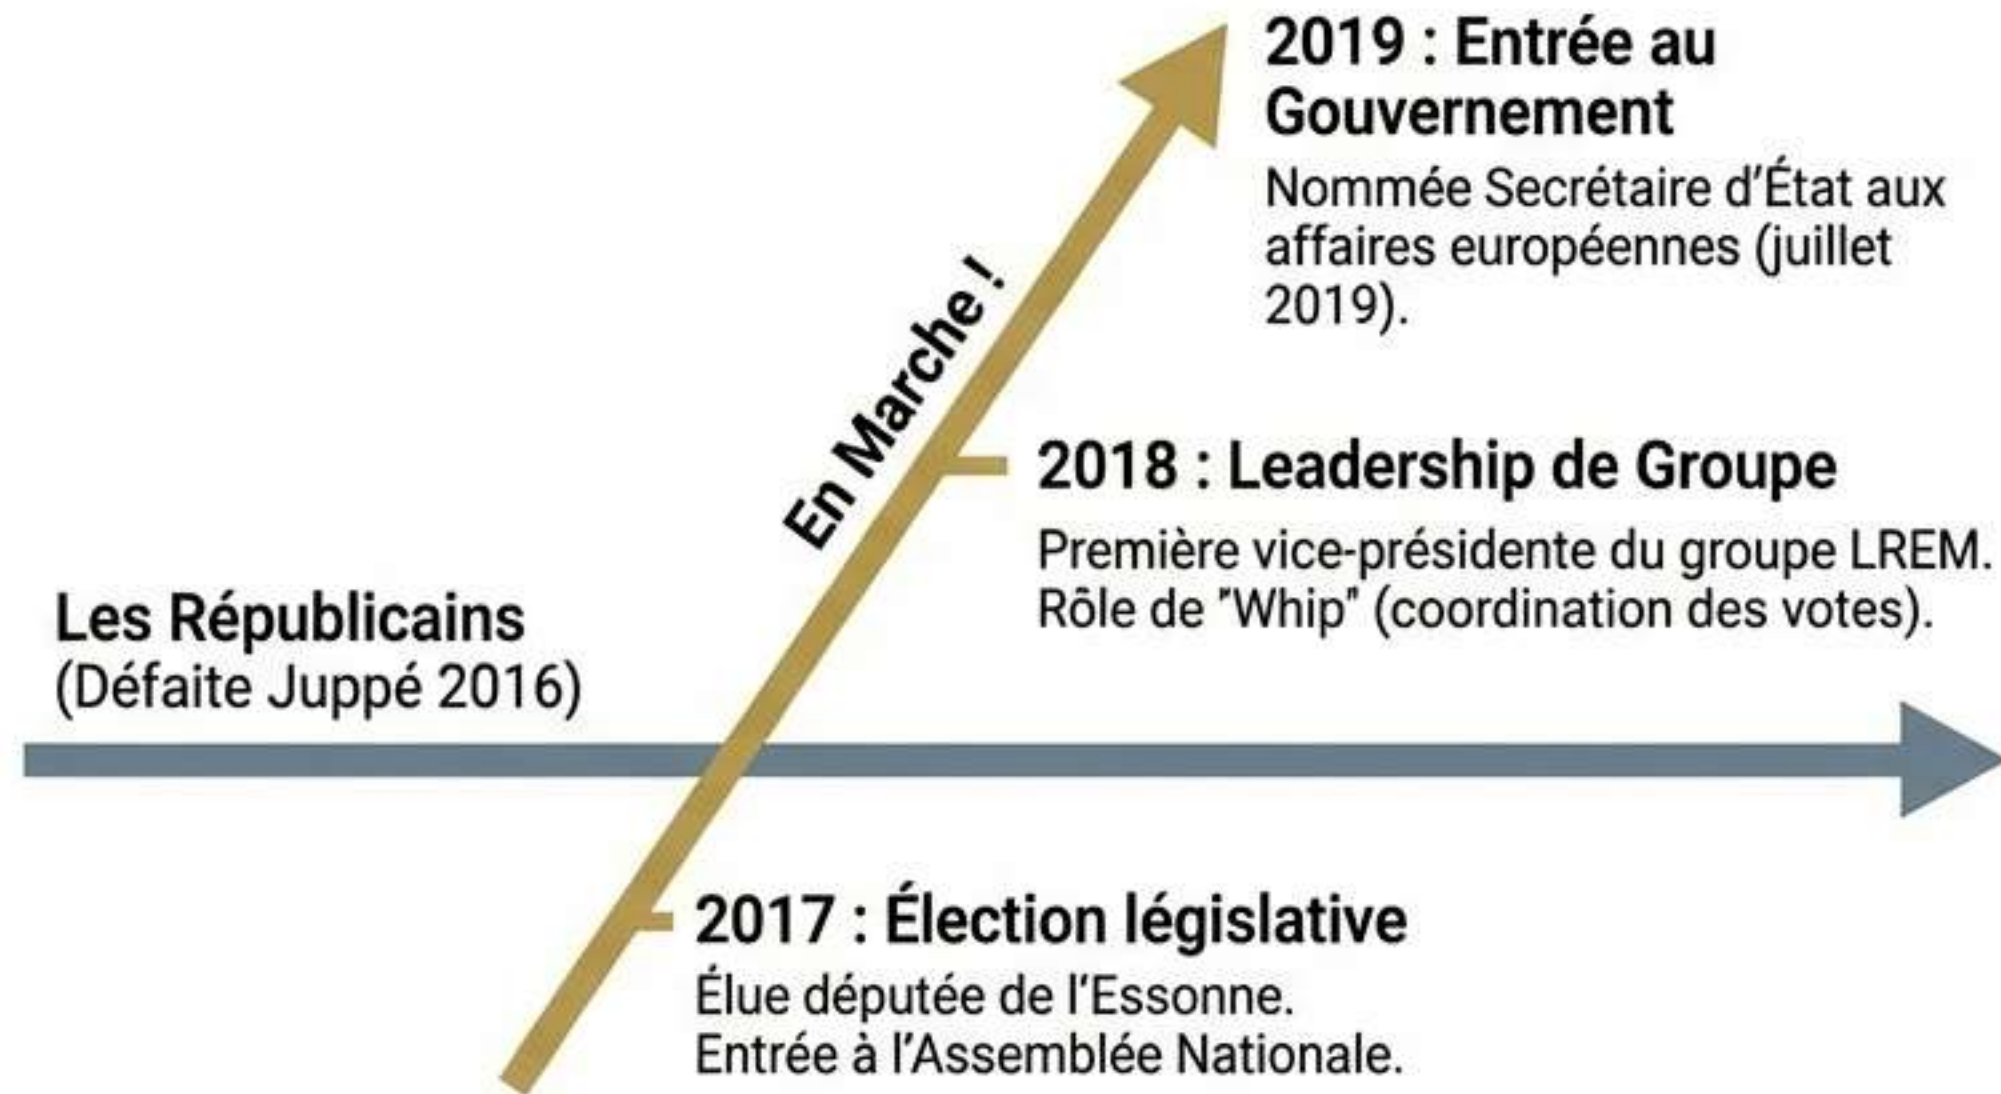 2019 : Entrée au
Gouvernement
Nommée Secrétaire d'État aux
affaires européennes (juillet
2019).
En Marche !
2018 : Leadership de Groupe
Première vice-présidente du groupe LREM.
Rôle de "Whip" (coordination des votes).
Les Républicains
(Défaite Juppé 2016)
2017 : Élection législative
Élue députée de l'Essonne.
Entrée à l'Assemblée Nationale.